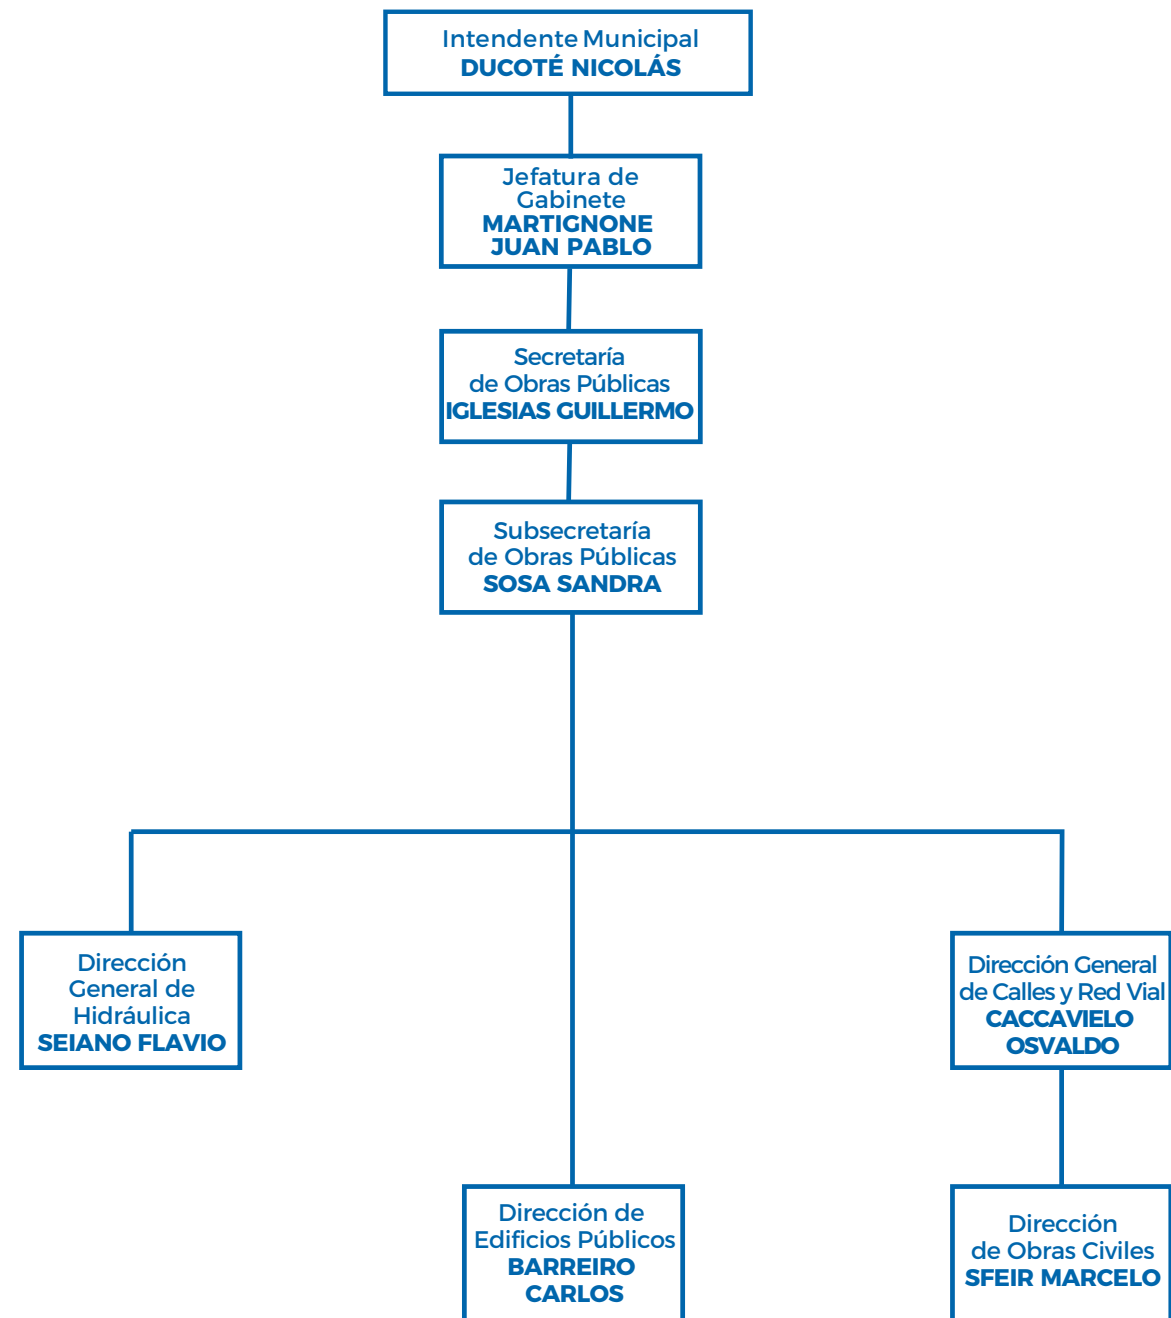 Intendente Municipal
DUCOTÉ NICOLÁS
Jefatura de
Gabinete
MARTIGNONE
JUAN PABLO
Secretaría
de Obras Públicas
IGLESIAS GUILLERMO
Subsecretaría
de Obras Públicas
SOSA SANDRA
Dirección
General de
Hidráulica
SEIANO FLAVIO
Dirección General
de Calles y Red Vial
CACCAVIELO
OSVALDO
Dirección de
Edificios Públicos
BARREIRO
CARLOS
Dirección
de Obras Civiles
SFEIR MARCELO